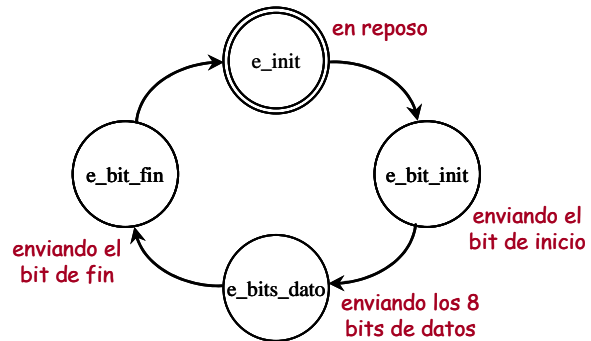 en reposo
e_init
e_bit_fin
e_bit_init
enviando el
bit de inicio
enviando el
bit de fin
e_bits_dato
enviando los 8
bits de datos